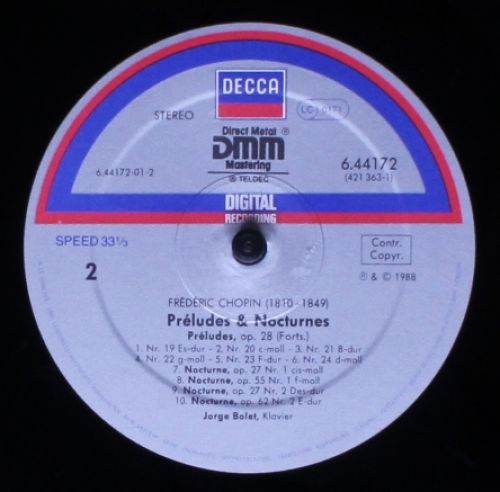 DECCA
STEREO
LC 0171
Direct Metal ®
DMM
Mastering
® TELDEC
6.44172-01-2
6.44172
(421 363-1)
DIGITAL
RECORDING
SPEED 33⅓
Contr.
Copyr.
2
℗ & © 1988
FRÉDÉRIC CHOPIN (1810-1849)
Préludes & Nocturnes
Préludes, op. 28 (Forts.)
1. Nr. 19 Es-dur - 2. Nr. 20 c-moll - 3. Nr. 21 B-dur
4. Nr. 22 g-moll - 5. Nr. 23 F-dur - 6. Nr. 24 d-moll
7. Nocturne, op. 27 Nr. 1 cis-moll
8. Nocturne, op. 55 Nr. 1 f-moll
9. Nocturne, op. 27 Nr. 2 Des-dur
10. Nocturne, op. 62 Nr. 2 E-dur
Jorge Bolet, Klavier